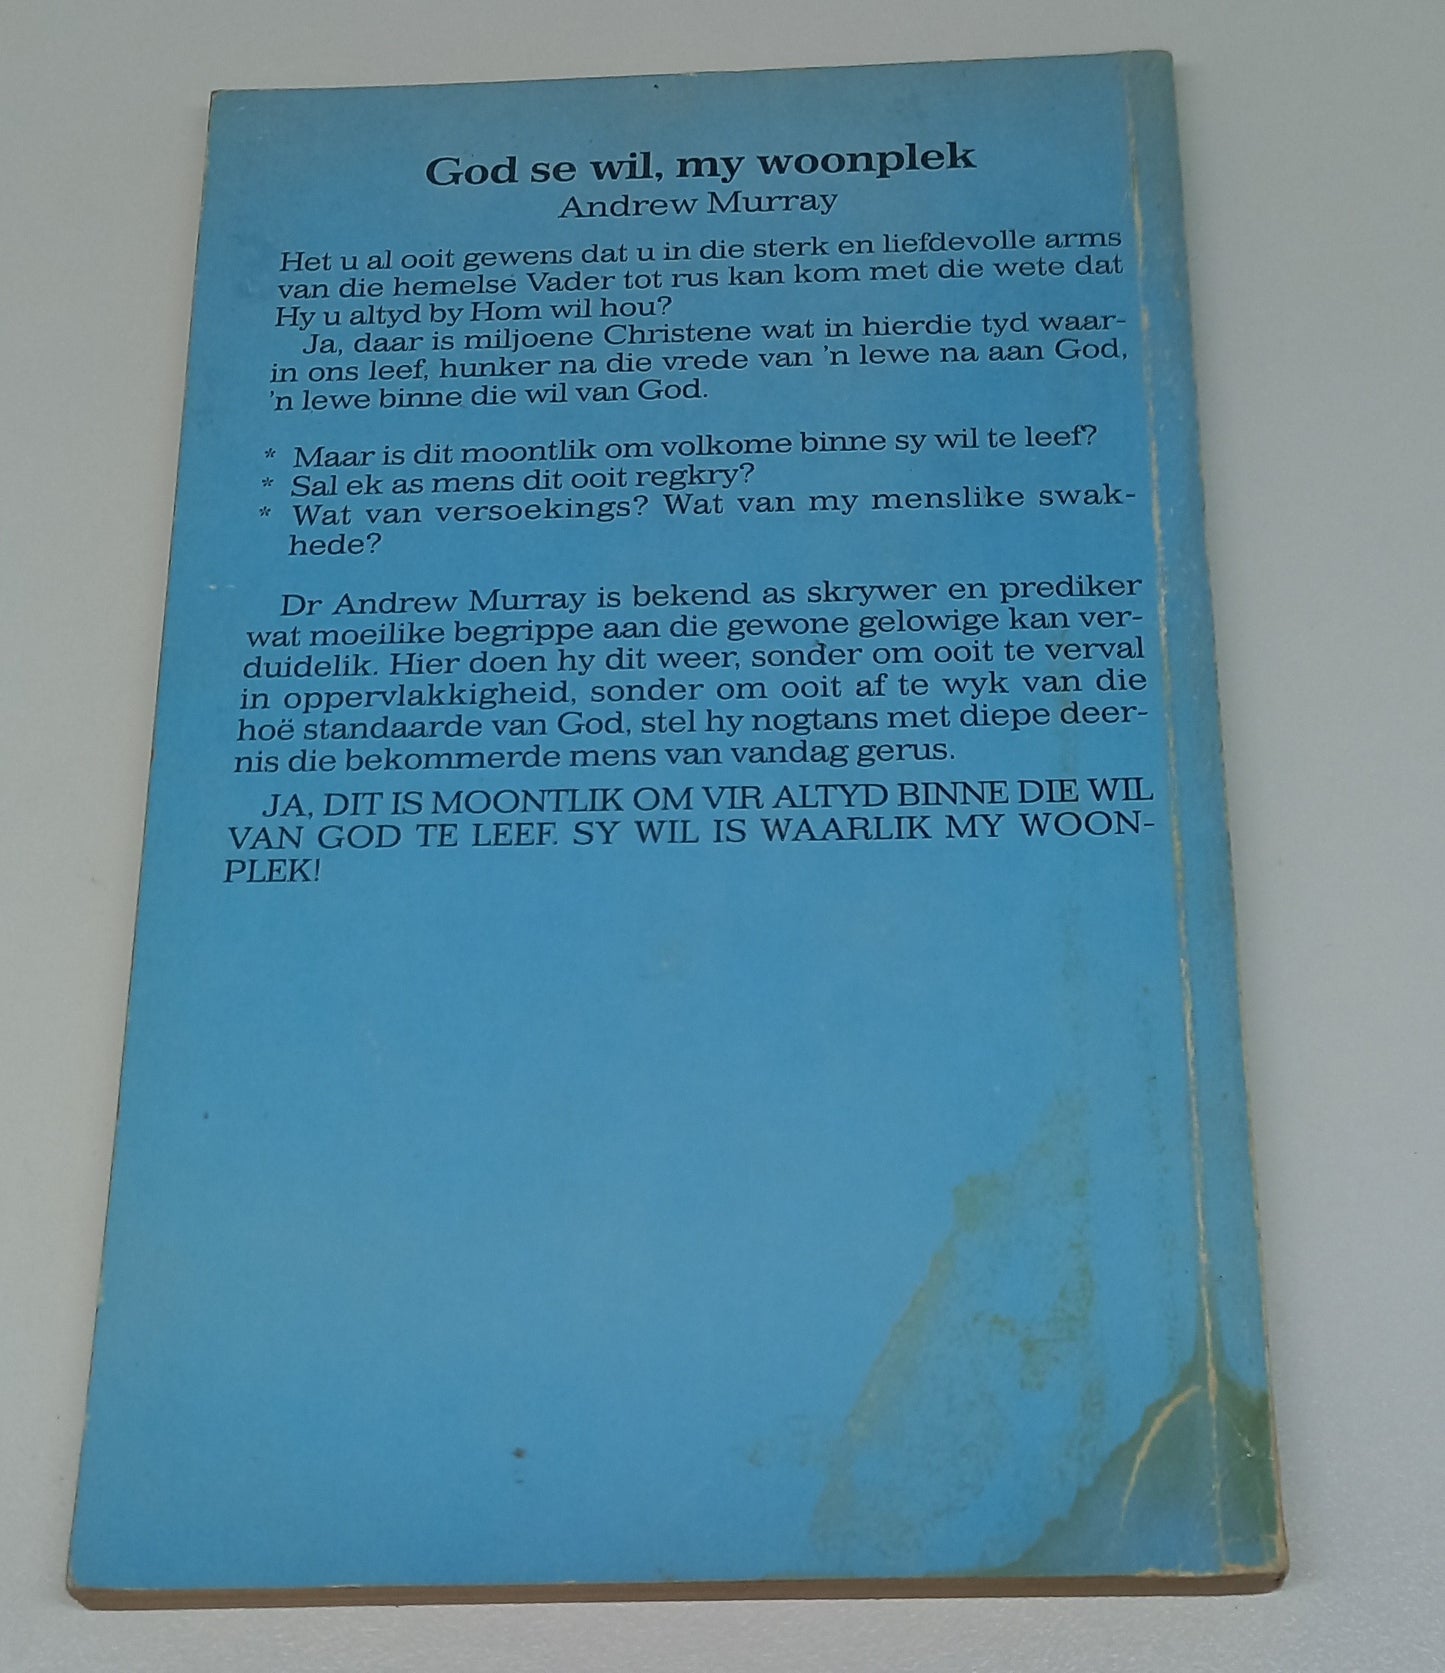 God se wil, my woonplek
Andrew Murray
Het u al ooit gewens dat u in die sterk en liefdevolle arms
van die hemelse Vader tot rus kan kom met die wete dat
Hy u altyd by Hom wil hou?
Ja, daar is miljoene Christene wat in hierdie tyd waar-
in ons leef, hunker na die vrede van 'n lewe na aan God,
'n lewe binne die wil van God.
* Maar is dit moontlik om volkome binne sy wil te leef?
* Sal ek as mens dit ooit regkry?
* Wat van versoekings? Wat van my menslike swak-
hede?
Dr Andrew Murray is bekend as skrywer en prediker
wat moeilike begrippe aan die gewone gelowige kan ver-
duidelik. Hier doen hy dit weer, sonder om ooit te verval
in oppervlakkigheid, sonder om ooit af te wyk van die
hoë standaarde van God, stel hy nogtans met diepe deer-
nis die bekommerde mens van vandag gerus.
JA, DIT IS MOONTLIK OM VIR ALTYD BINNE DIE WIL
VAN GOD TE LEEF. SY WIL IS WAARLIK MY WOON-
PLEK!